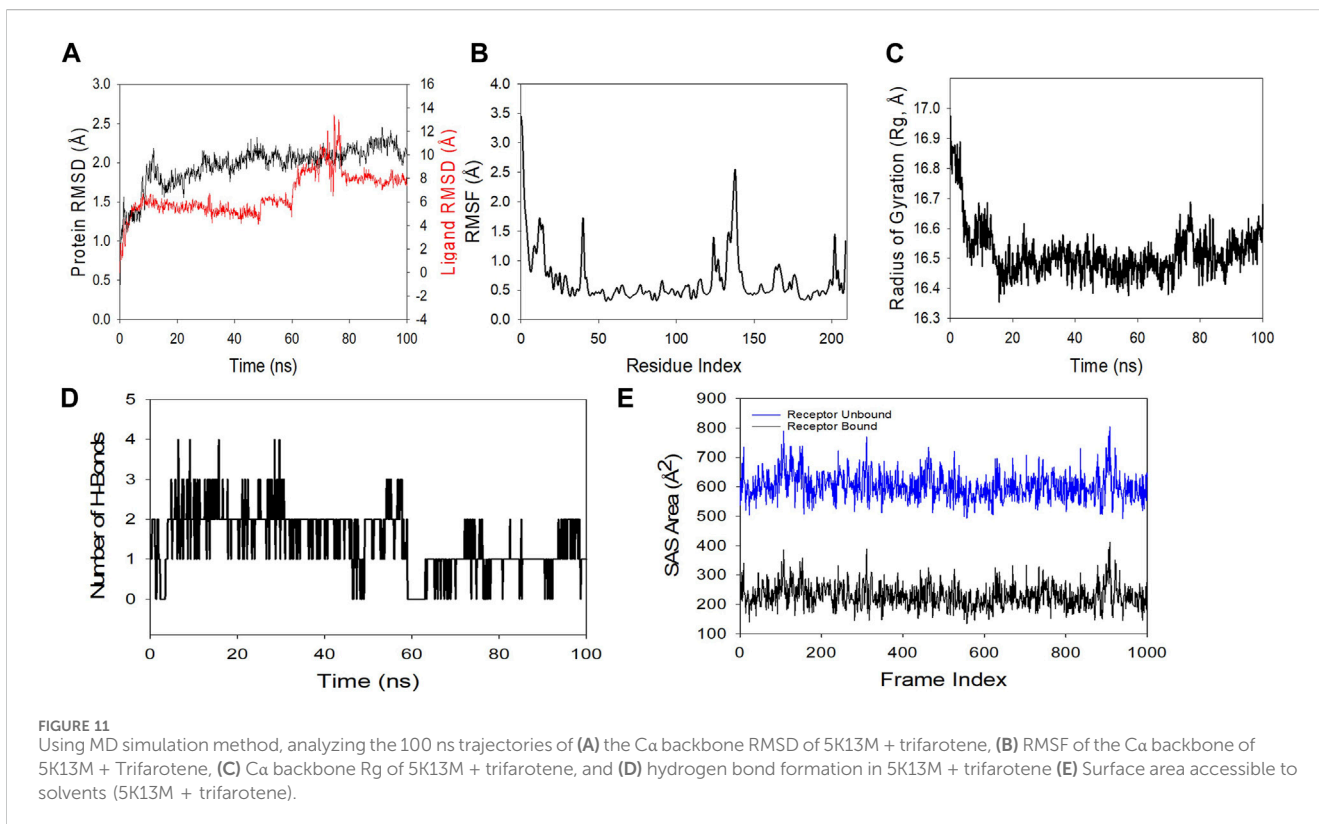 A
3.0
2.5
2.0
1.5
1.0
0.5
0.0
Protein RMSD (Å)
16
14
12
10
8
6
4
2
0
-2
-4
Ligand RMSD (Å)
0 20 40 60 80 100
Time (ns)
B
4.0
3.5
3.0
2.5
2.0
1.5
1.0
0.5
0.0
RMSF (Å)
0 50 100 150 200
Residue Index
C
17.0
16.9
16.8
16.7
16.6
16.5
16.4
16.3
Radius of Gyration (Rg, Å)
0 20 40 60 80 100
Time (ns)
D
5
4
3
2
1
0
Number of H-Bonds
0 20 40 60 80 100
Time (ns)
E
900
800
700
600
500
400
300
200
100
SAS Area (Å²)
Receptor Unbound
Receptor Bound
0 200 400 600 800 1000
Frame Index
FIGURE 11
Using MD simulation method, analyzing the 100 ns trajectories of (A) the Cα backbone RMSD of 5K13M + trifarotene, (B) RMSF of the Cα backbone of
5K13M + Trifarotene, (C) Cα backbone Rg of 5K13M + trifarotene, and (D) hydrogen bond formation in 5K13M + trifarotene (E) Surface area accessible to
solvents (5K13M + trifarotene).